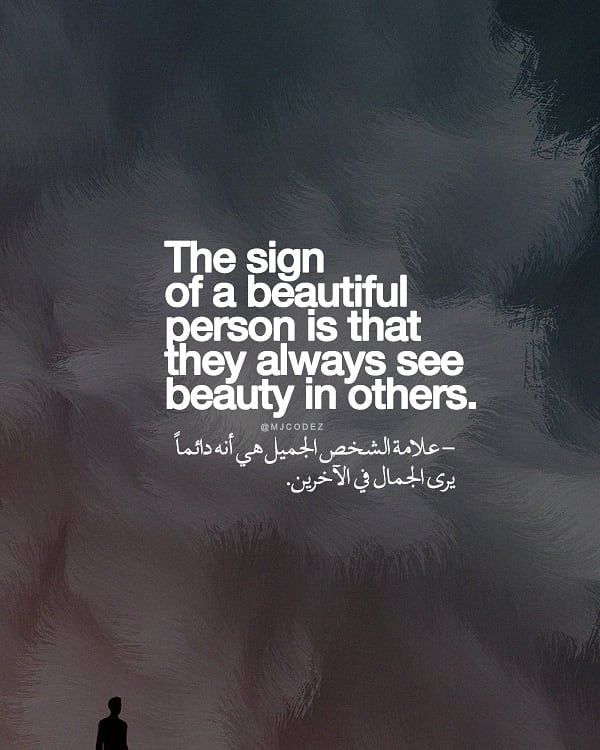 The sign
of a beautiful
person is that
they always see
beauty in others.
@MJCODEZ
– علامة الشخص الجميل هي أنه دائماً
يرى الجمال في الآخرين.